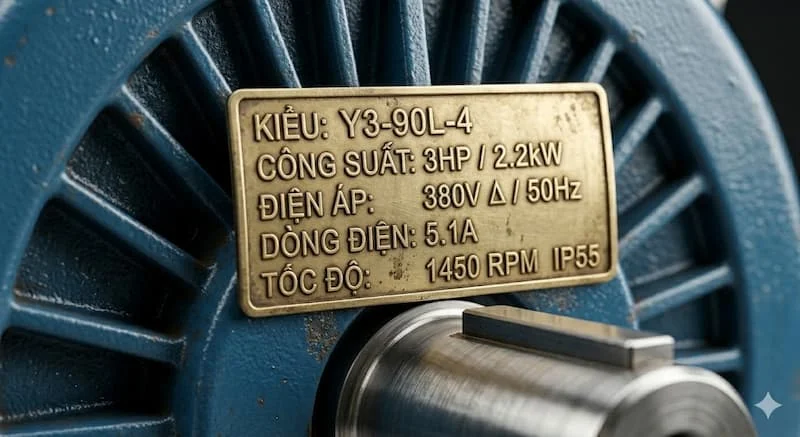 KIỂU: Y3-90L-4
CÔNG SUẤT: 3HP / 2.2kW
ĐIỆN ÁP: 380V Δ / 50Hz
DÒNG ĐIỆN: 5.1A
TỐC ĐỘ: 1450 RPM IP55